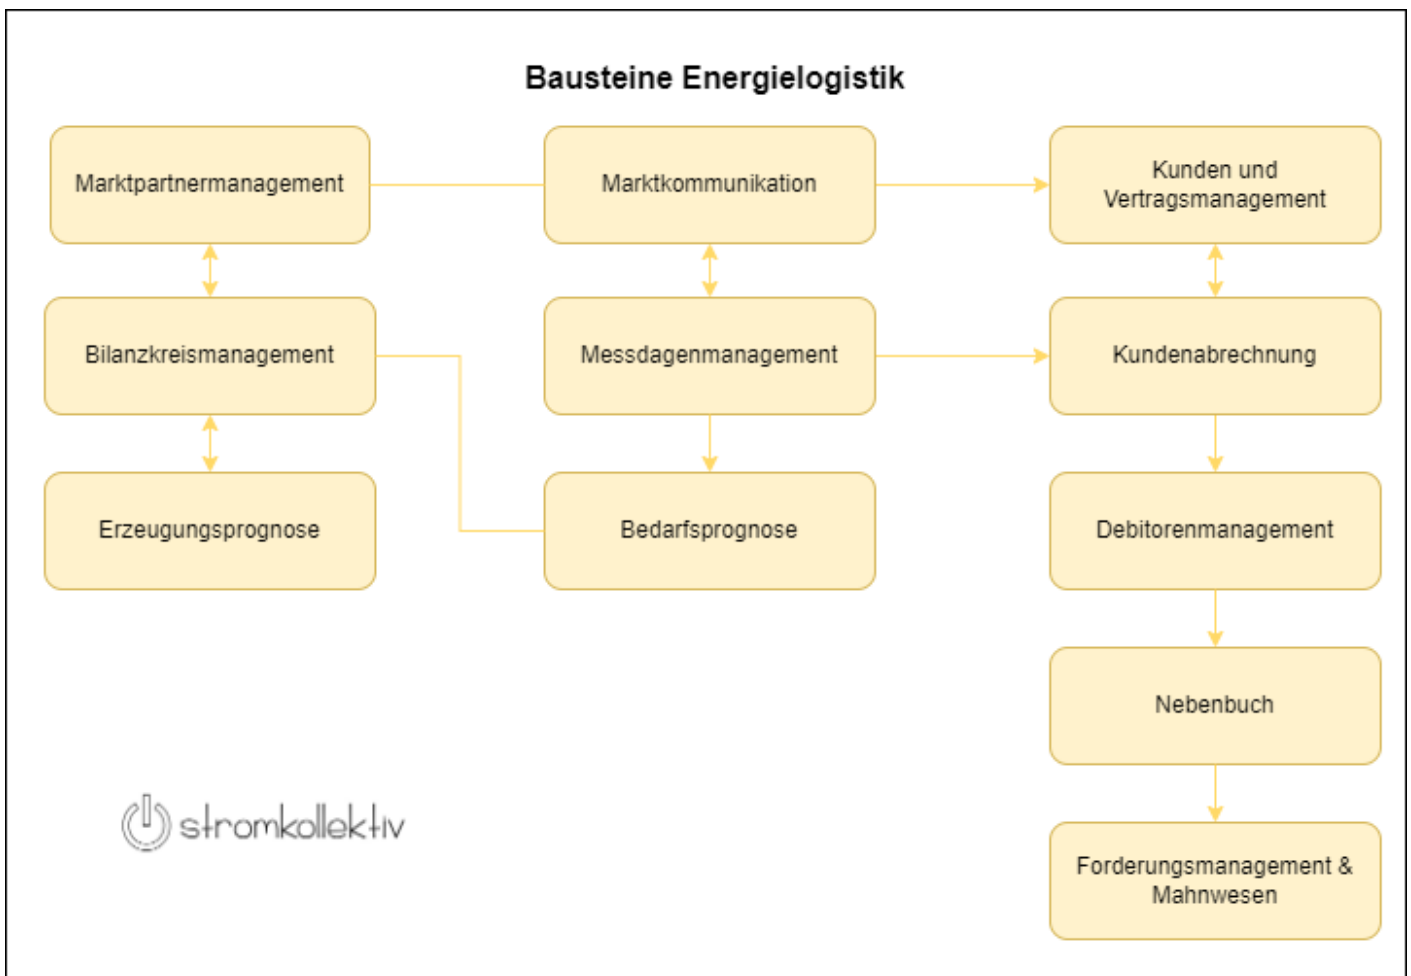 Bausteine Energielogistik
Marktpartnermanagement
Marktkommunikation
Kunden und
Vertragsmanagement
Bilanzkreismanagement
Messdagenmanagement
Kundenabrechnung
Erzeugungsprognose
Bedarfsprognose
Debitorenmanagement
Nebenbuch
stromkollektiv
Forderungsmanagement &
Mahnwesen